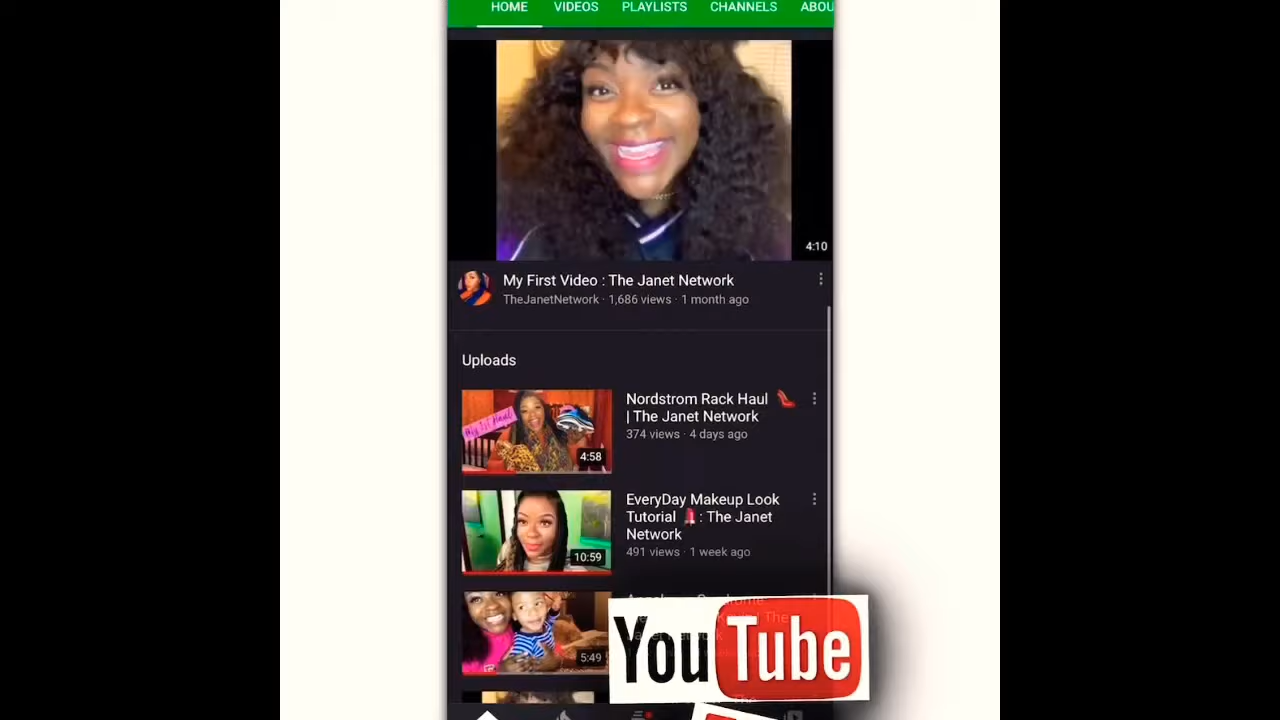 HOME VIDEOS PLAYLISTS CHANNELS ABOU
4:10
My First Video : The Janet Network
TheJanetNetwork · 1,686 views · 1 month ago
Uploads
Nordstrom Rack Haul 👠
| The Janet Network
374 views · 4 days ago
4:58
EveryDay Makeup Look
Tutorial 💄: The Janet
Network
491 views · 1 week ago
10:59
5:49
YouTube